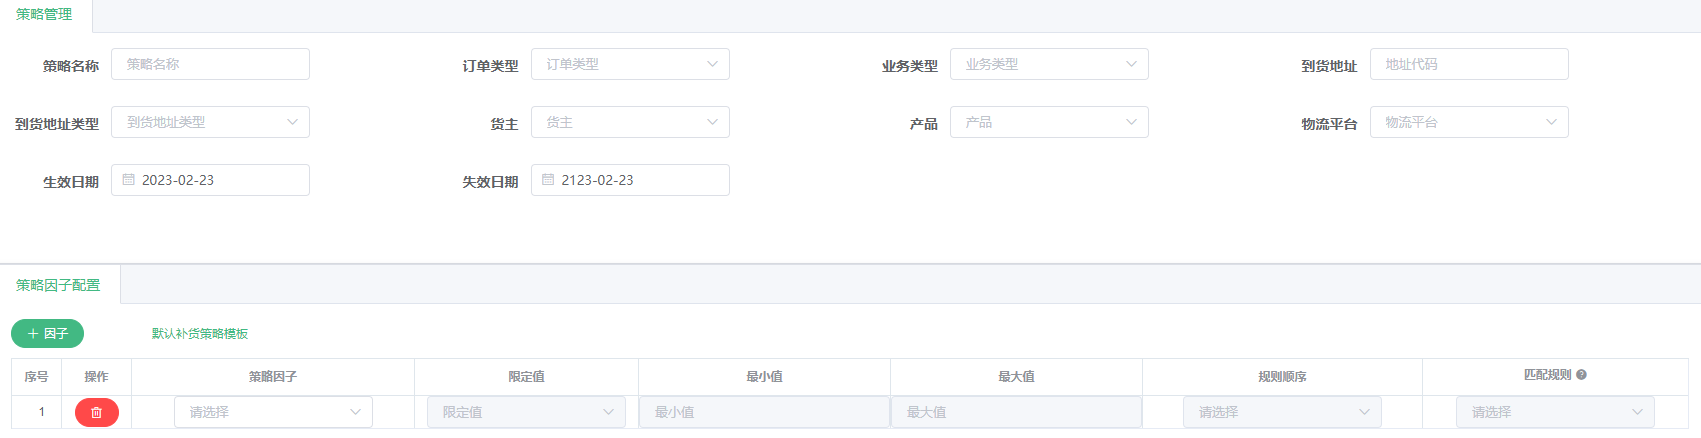 策略管理
策略名称 策略名称 订单类型 订单类型 业务类型 业务类型 到货地址 地址代码
到货地址类型 到货地址类型 货主 货主 产品 产品 物流平台 物流平台
生效日期 2023-02-23 失效日期 2123-02-23
策略因子配置
+ 因子 默认补货策略模板
序号 操作 策略因子 限定值 最小值 最大值 规则顺序 匹配规则 ?
1 请选择 限定值 最小值 最大值 请选择 请选择